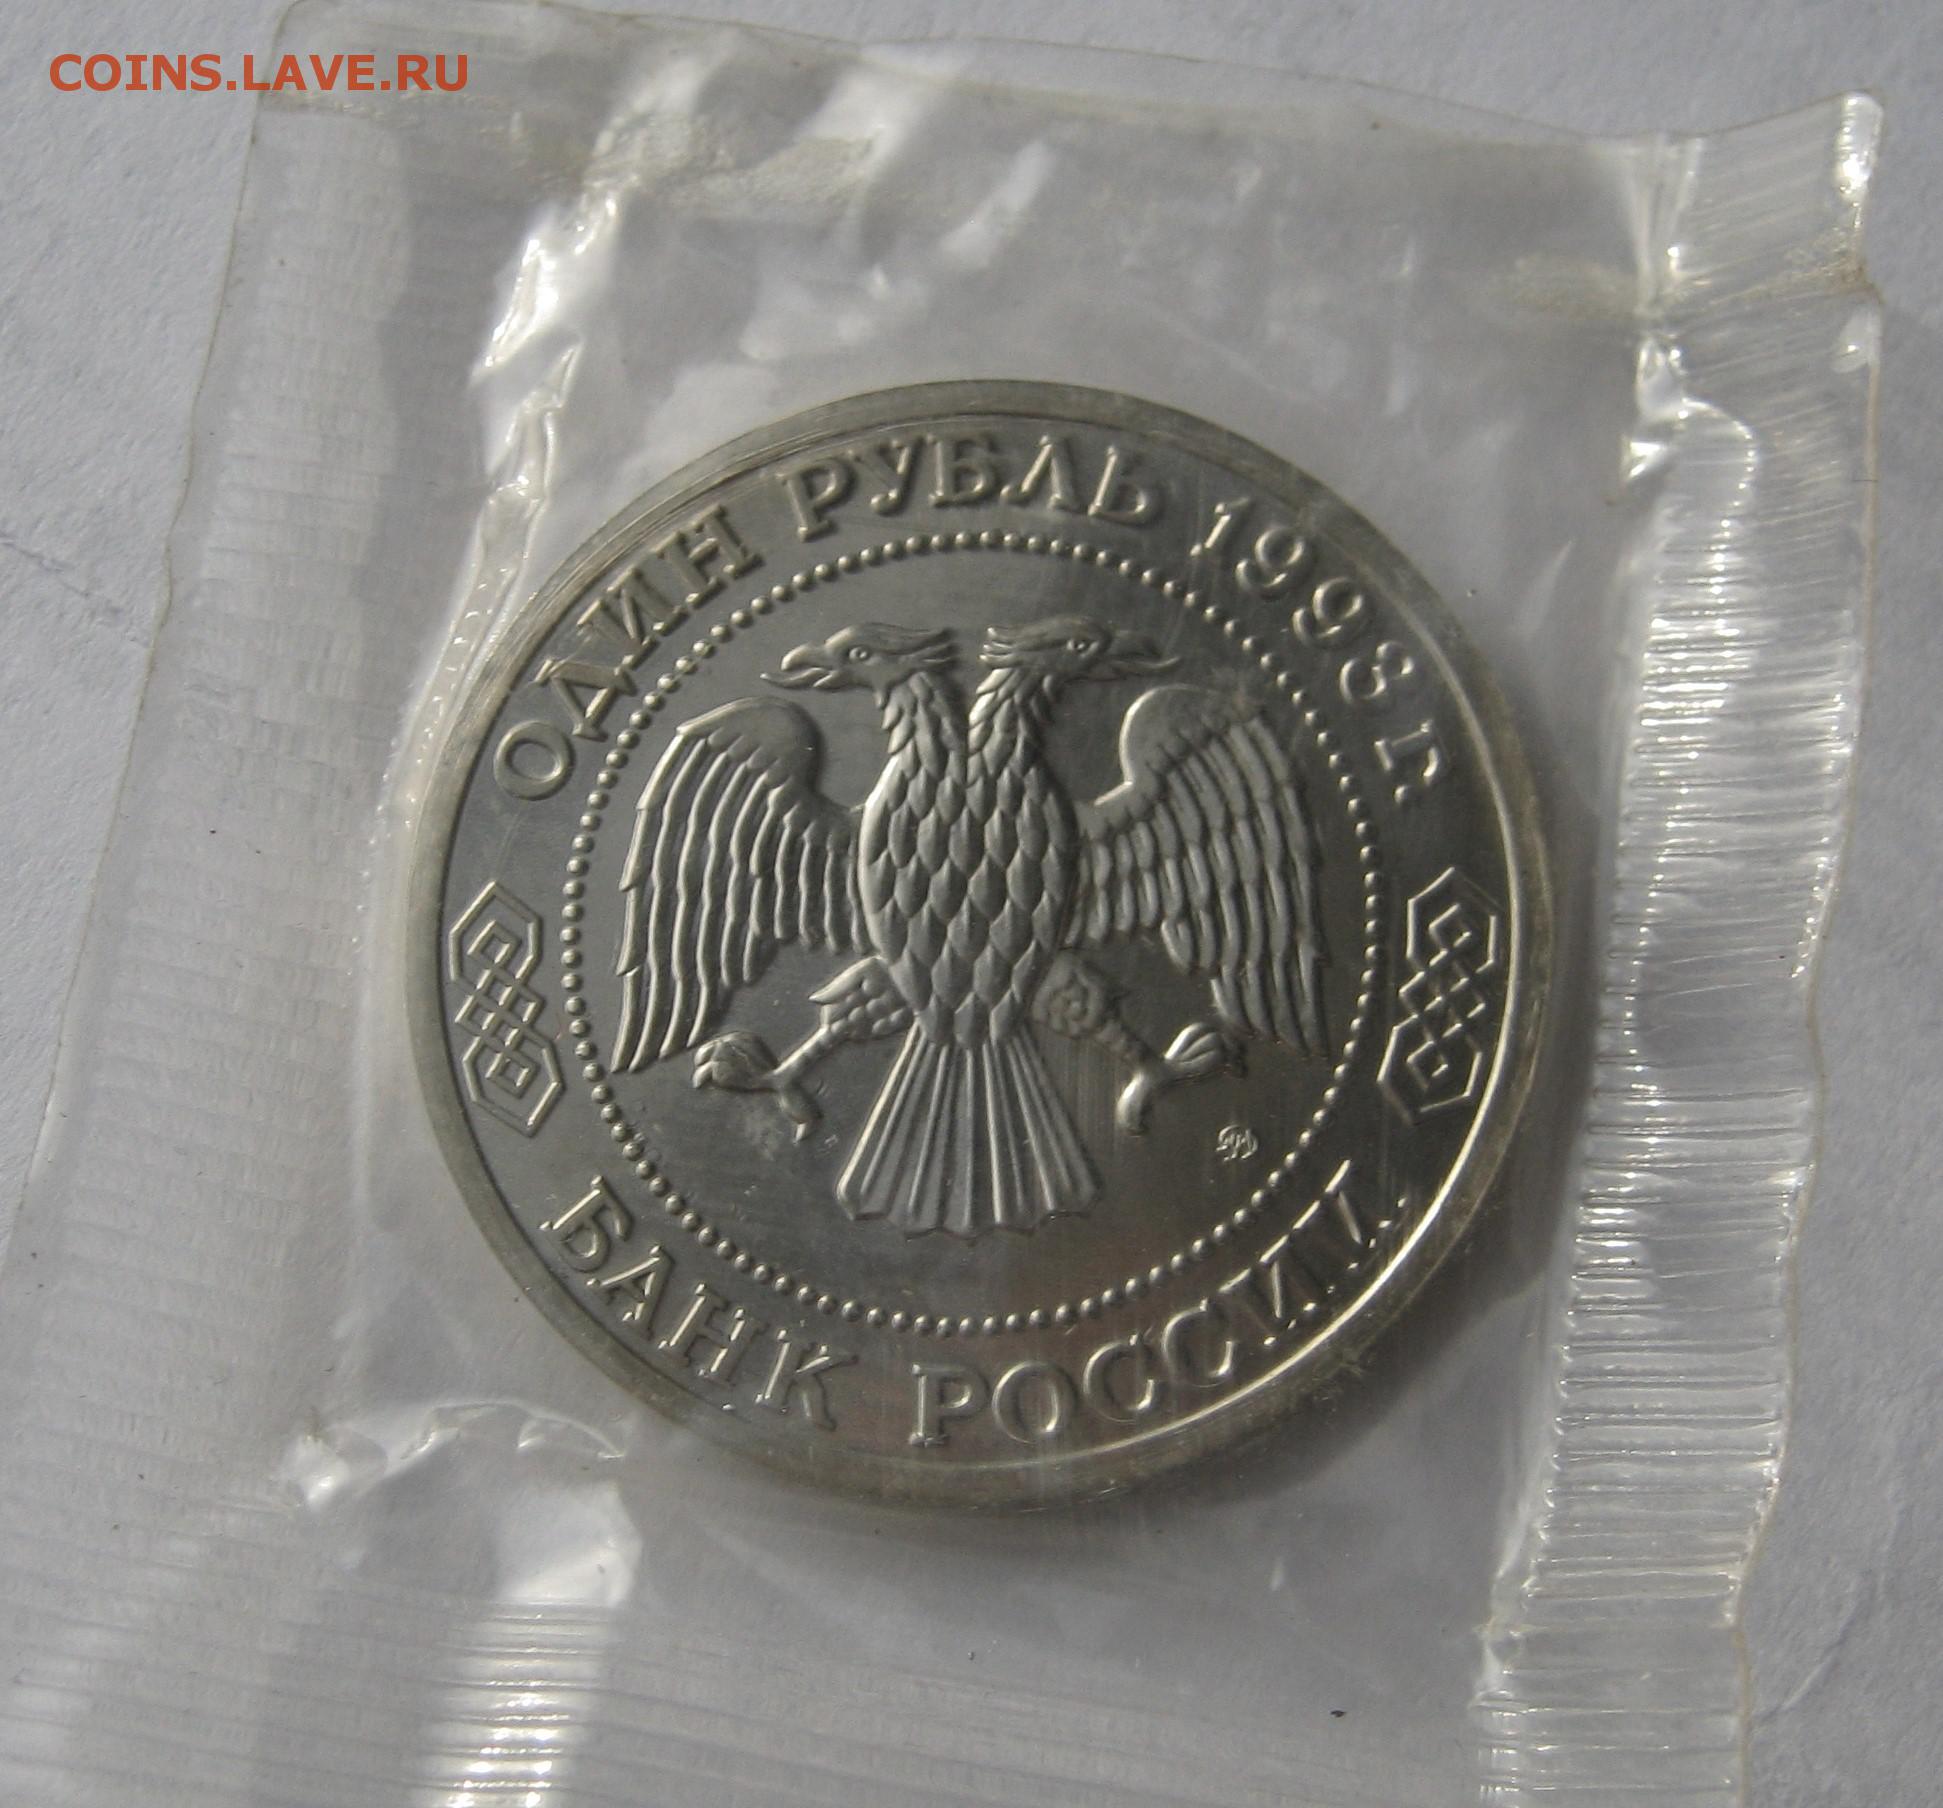 COINS.LAVE.RU
ОДИН РУБЛЬ 1998 Г.
БАНК РОССИИ